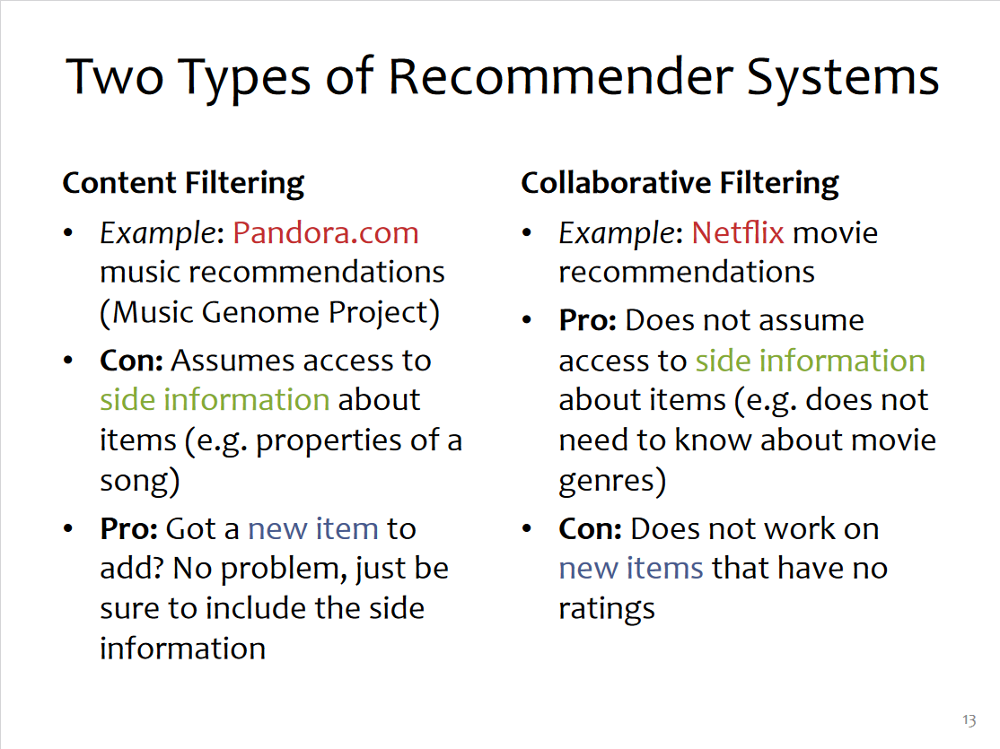 Two Types of Recommender Systems
Content Filtering
• Example: Pandora.com
music recommendations
(Music Genome Project)
• Con: Assumes access to
side information about
items (e.g. properties of a
song)
• Pro: Got a new item to
add? No problem, just be
sure to include the side
information
Collaborative Filtering
• Example: Netflix movie
recommendations
• Pro: Does not assume
access to side information
about items (e.g. does not
need to know about movie
genres)
• Con: Does not work on
new items that have no
ratings
13